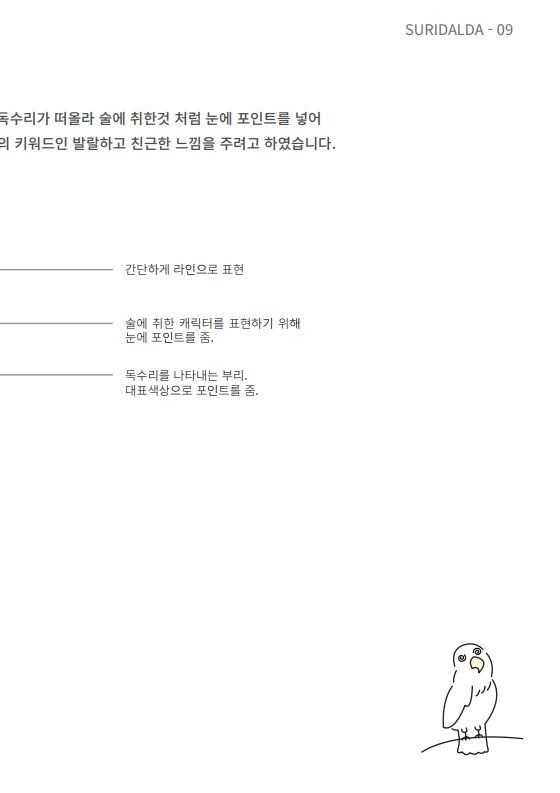 SURIDALDA - 09
독수리가 떠올라 술에 취한것 처럼 눈에 포인트를 넣어
의 키워드인 발랄하고 친근한 느낌을 주려고 하였습니다.
간단하게 라인으로 표현
술에 취한 캐릭터를 표현하기 위해
눈에 포인트를 줌.
독수리를 나타내는 부리.
대표색상으로 포인트를 줌.